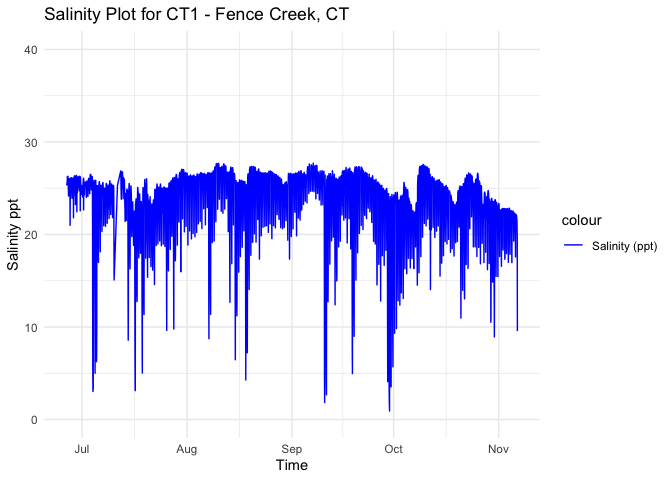 Salinity Plot for CT1 - Fence Creek, CT
40
30
20
10
0
Salinity ppt
Jul Aug Sep Oct Nov
Time
colour
Salinity (ppt)